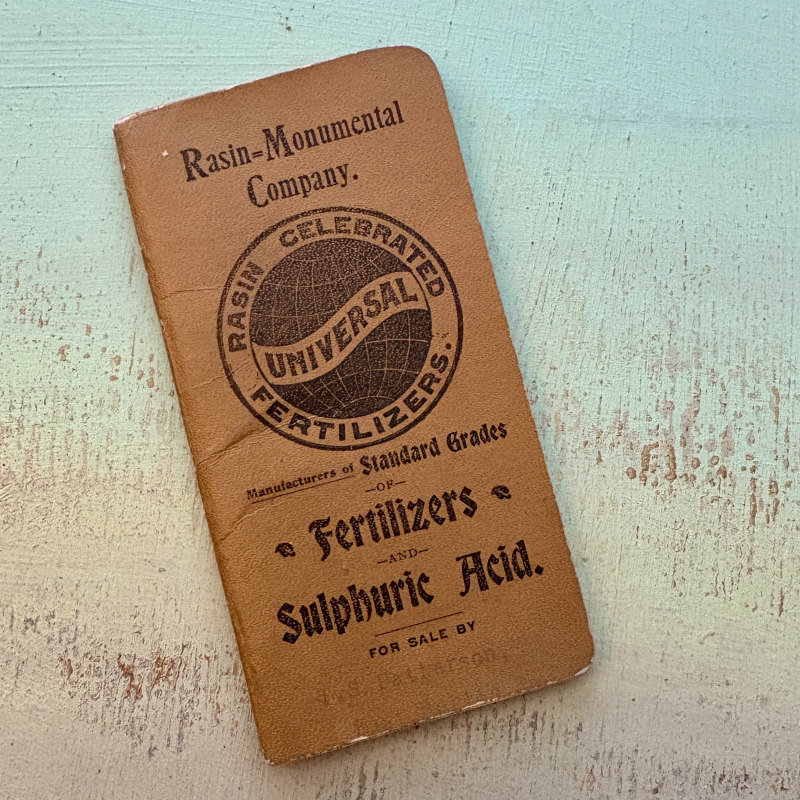 Rasin=Monumental
Company.
RASIN CELEBRATED
UNIVERSAL
FERTILIZERS.
Manufacturers of Standard Grades
—OF—
Fertilizers
—AND—
Sulphuric Acid.
FOR SALE BY
Patterson